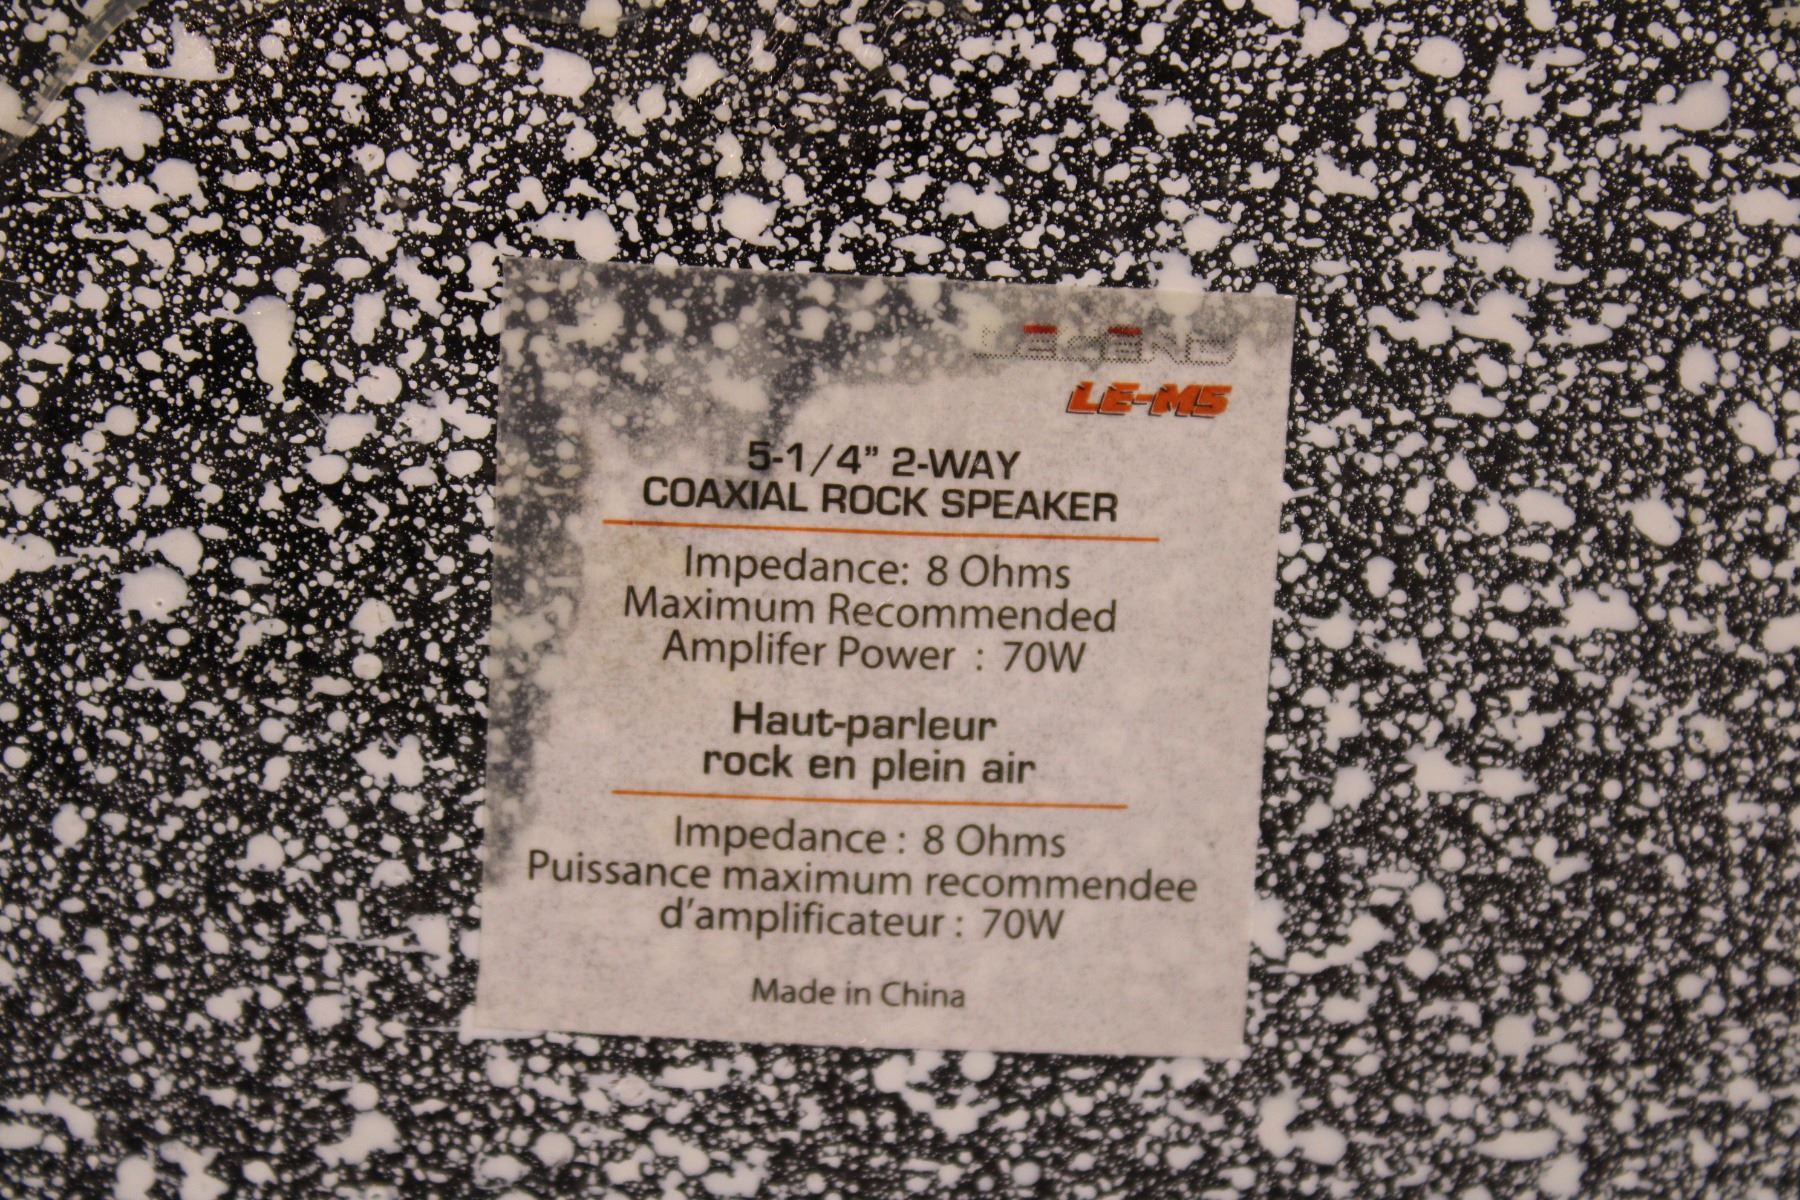 LEGEND
LE-M5
5-1/4” 2-WAY
COAXIAL ROCK SPEAKER
Impedance: 8 Ohms
Maximum Recommended
Amplifer Power : 70W
Haut-parleur
rock en plein air
Impedance : 8 Ohms
Puissance maximum recommendee
d’amplificateur : 70W
Made in China